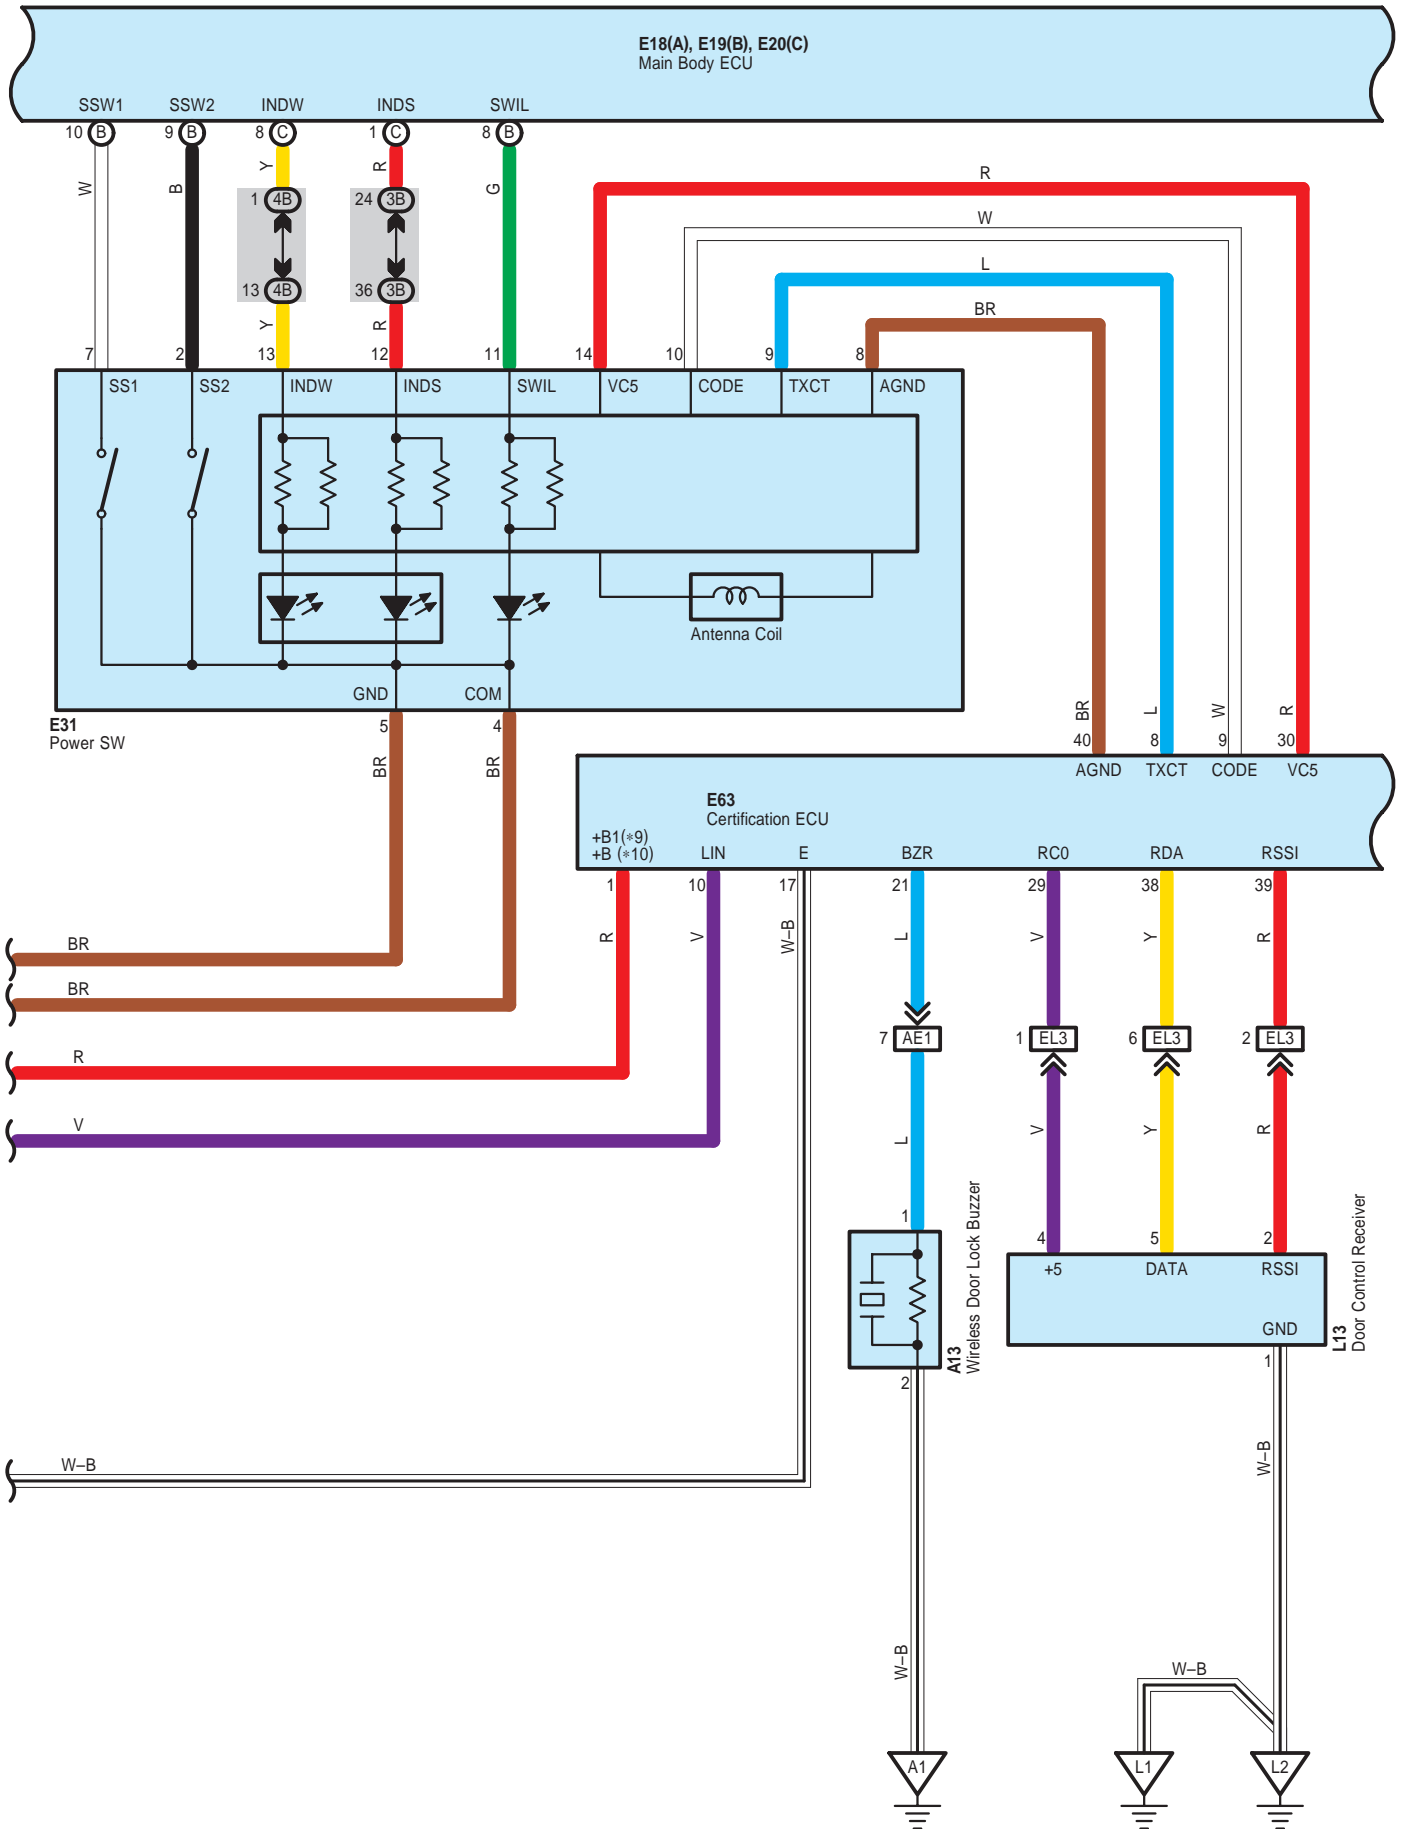 E18(A), E19(B), E20(C)
Main Body ECU
SSW1 SSW2 INDW INDS SWIL
10 B 9 B 8 C 1 C 8 B
W B Y R G
1 4B 24 3B
13 4B 36 3B
Y R
R
W
L
BR
7 2 13 12 11 14 10 9 8
SS1 SS2 INDW INDS SWIL VC5 CODE TXCT AGND
Antenna Coil
GND COM
E31
Power SW
5 4
BR BR
BR L W R
40 8 9 30
AGND TXCT CODE VC5
E63
Certification ECU
+B1(*9)
+B (*10) LIN E BZR RC0 RDA RSSI
1 10 17 21 29 38 39
R V W–B L V Y R
BR
BR
R
V
7 AE1 1 EL3 6 EL3 2 EL3
L V Y R
1 4 5 2
+5 DATA RSSI
GND
A13
Wireless Door Lock Buzzer
L13
Door Control Receiver
2 1
W–B
W–B
W–B
W–B
A1 L1 L2